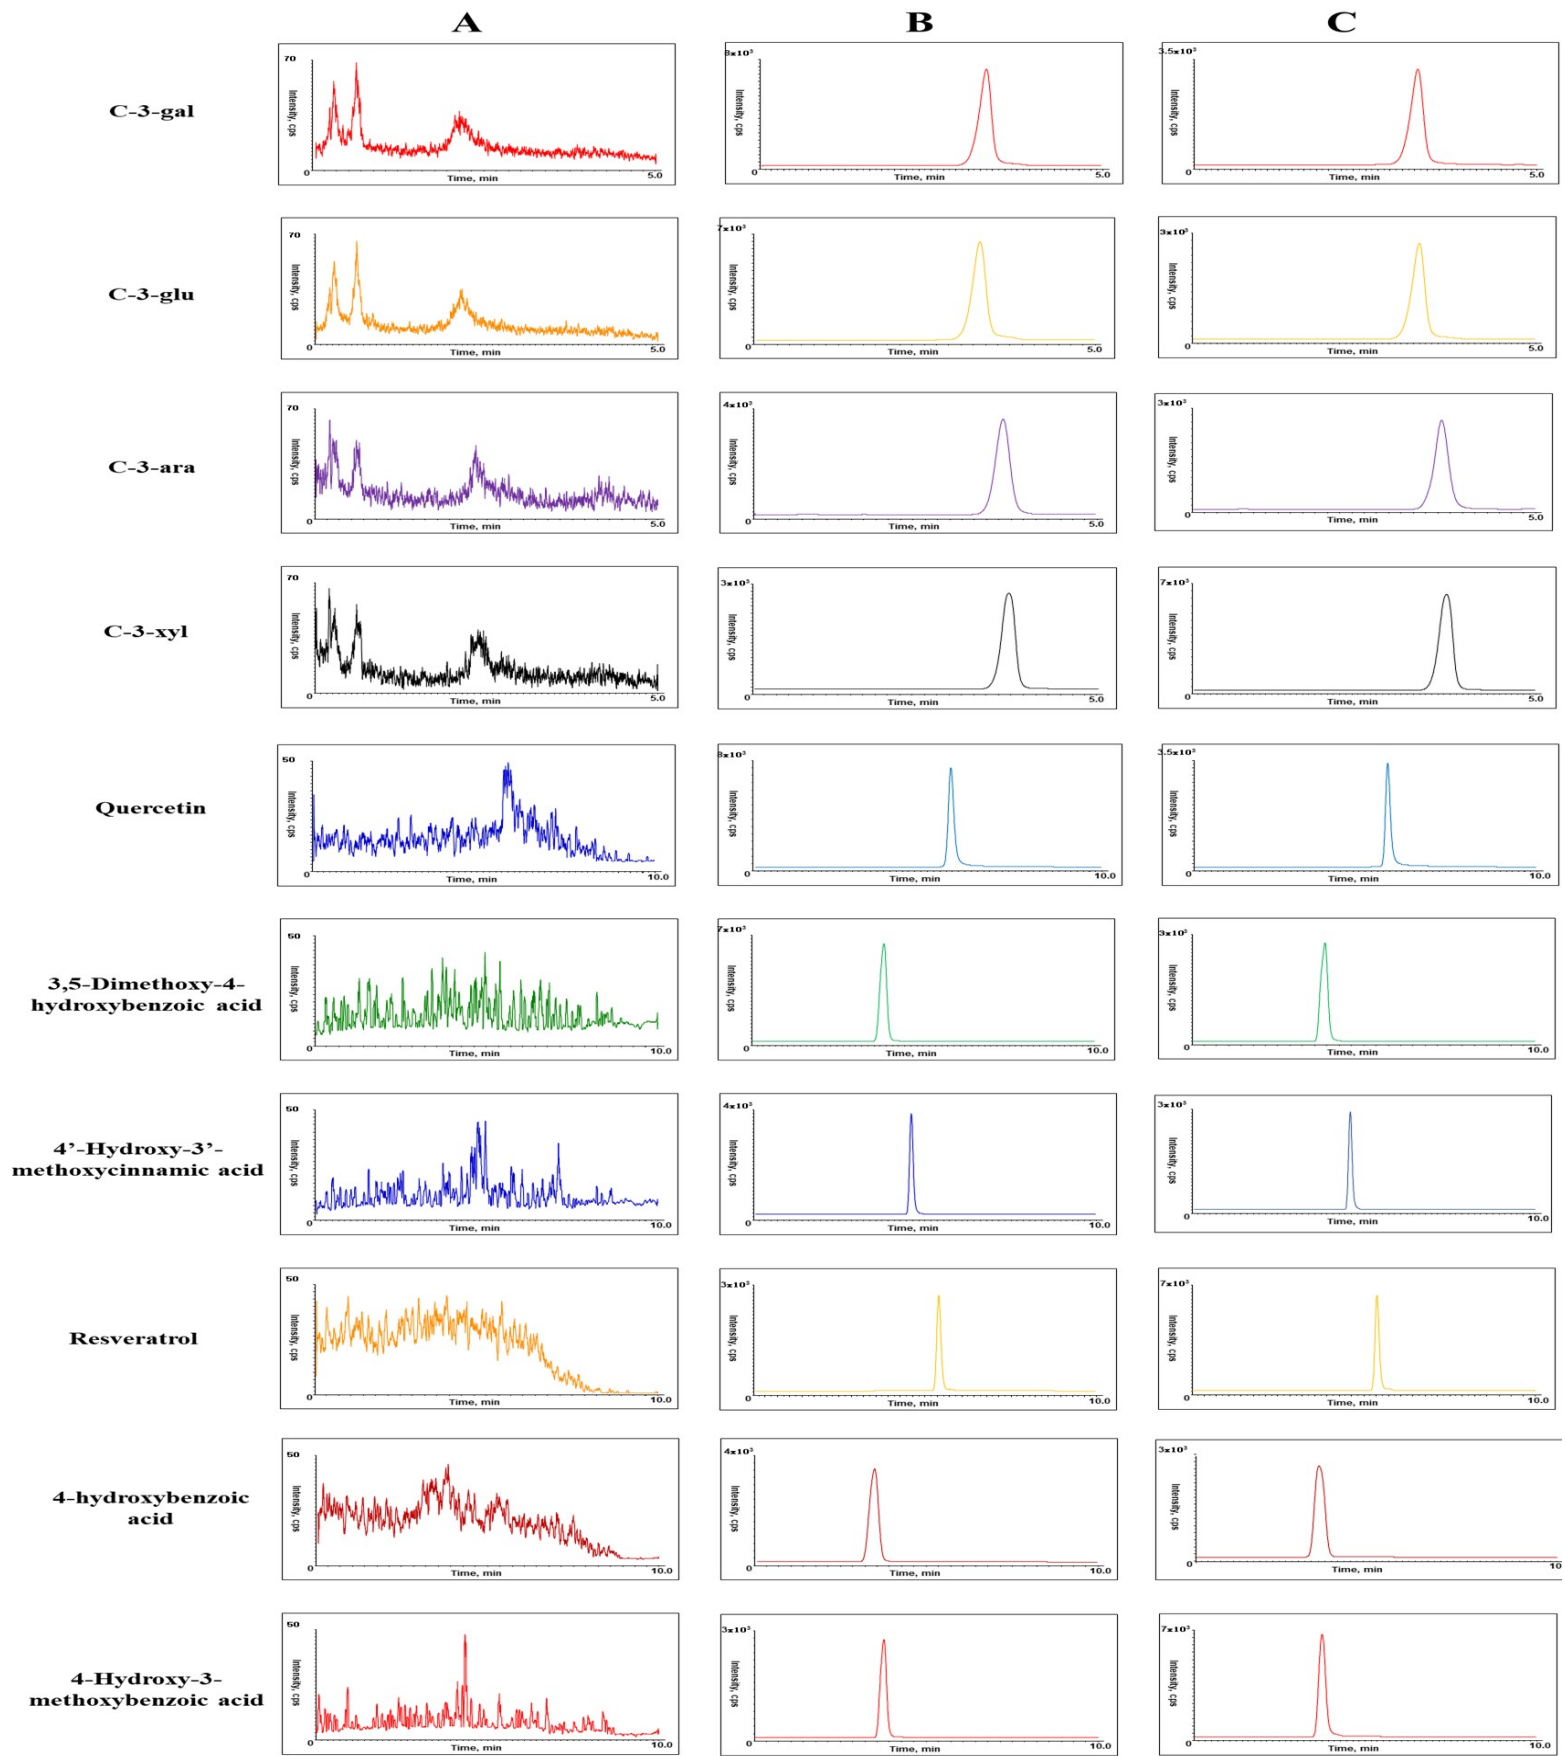 A
B
C
C-3-gal
70
Intensity, cps
0
Time, min
5.0
8x10³
Intensity, cps
0
Time, min
5.0
3.5x10³
Intensity, cps
0
Time, min
5.0
C-3-glu
70
Intensity, cps
0
Time, min
5.0
7x10³
Intensity, cps
0
Time, min
5.0
3x10³
Intensity, cps
0
Time, min
5.0
C-3-ara
70
Intensity, cps
0
Time, min
5.0
4x10³
Intensity, cps
0
Time, min
5.0
3x10³
Intensity, cps
0
Time, min
5.0
C-3-xyl
70
Intensity, cps
0
Time, min
5.0
3x10³
Intensity, cps
0
Time, min
5.0
7x10³
Intensity, cps
0
Time, min
5.0
Quercetin
50
Intensity, cps
0
Time, min
10.0
8x10³
Intensity, cps
0
Time, min
10.0
3.5x10³
Intensity, cps
0
Time, min
10.0
3,5-Dimethoxy-4-
hydroxybenzoic acid
50
Intensity, cps
0
Time, min
10.0
7x10³
Intensity, cps
0
Time, min
10.0
3x10³
Intensity, cps
0
Time, min
10.0
4’-Hydroxy-3’-
methoxycinnamic acid
50
Intensity, cps
0
Time, min
10.0
4x10³
Intensity, cps
0
Time, min
10.0
3x10³
Intensity, cps
0
Time, min
10.0
Resveratrol
50
Intensity, cps
0
Time, min
10.0
3x10³
Intensity, cps
0
Time, min
10.0
7x10³
Intensity, cps
0
Time, min
10.0
4-hydroxybenzoic
acid
50
Intensity, cps
0
Time, min
10.0
4x10³
Intensity, cps
0
Time, min
10.0
3x10³
Intensity, cps
0
Time, min
10
4-Hydroxy-3-
methoxybenzoic acid
50
Intensity, cps
0
Time, min
10.0
3x10³
Intensity, cps
0
Time, min
10.0
7x10³
Intensity, cps
0
Time, min
10.0